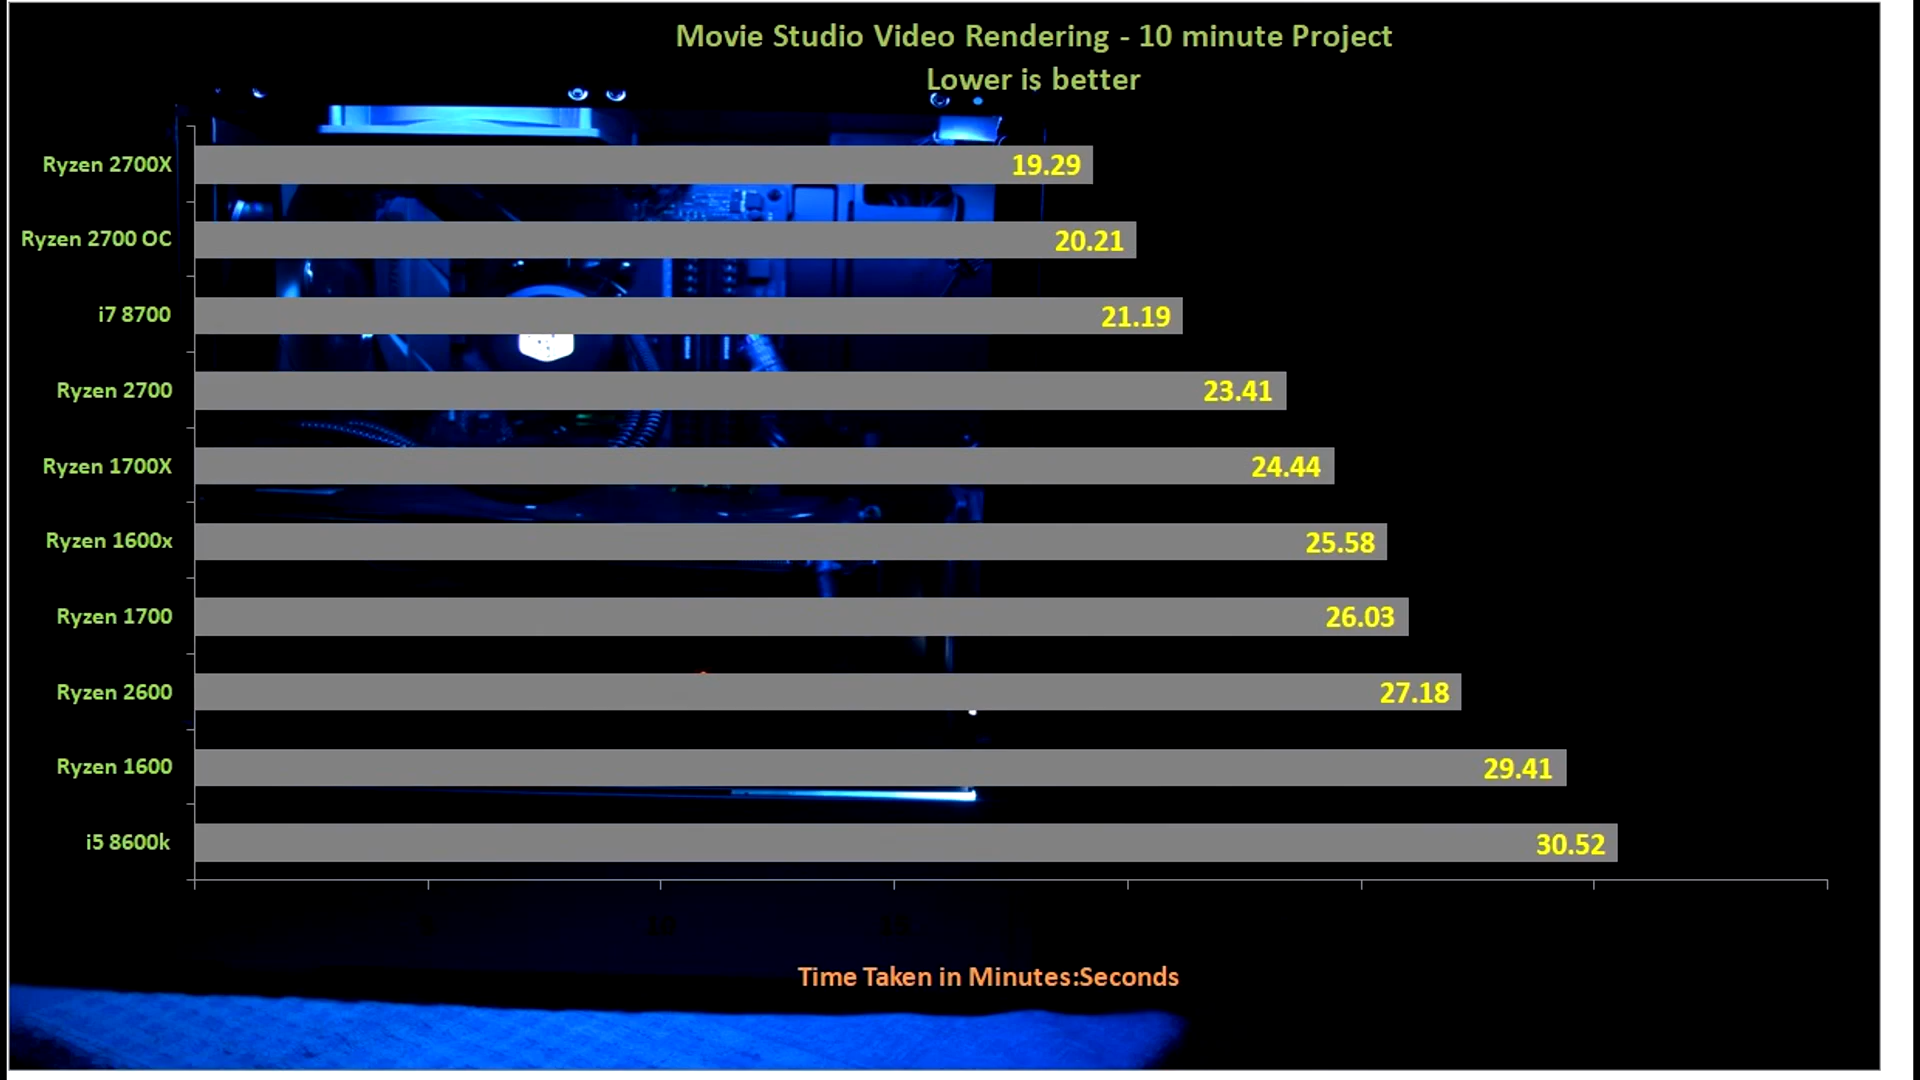 Movie Studio Video Rendering - 10 minute Project
Lower is better
Ryzen 2700X 19.29
Ryzen 2700 OC 20.21
i7 8700 21.19
Ryzen 2700 23.41
Ryzen 1700X 24.44
Ryzen 1600x 25.58
Ryzen 1700 26.03
Ryzen 2600 27.18
Ryzen 1600 29.41
i5 8600k 30.52
10
Time Taken in Minutes:Seconds